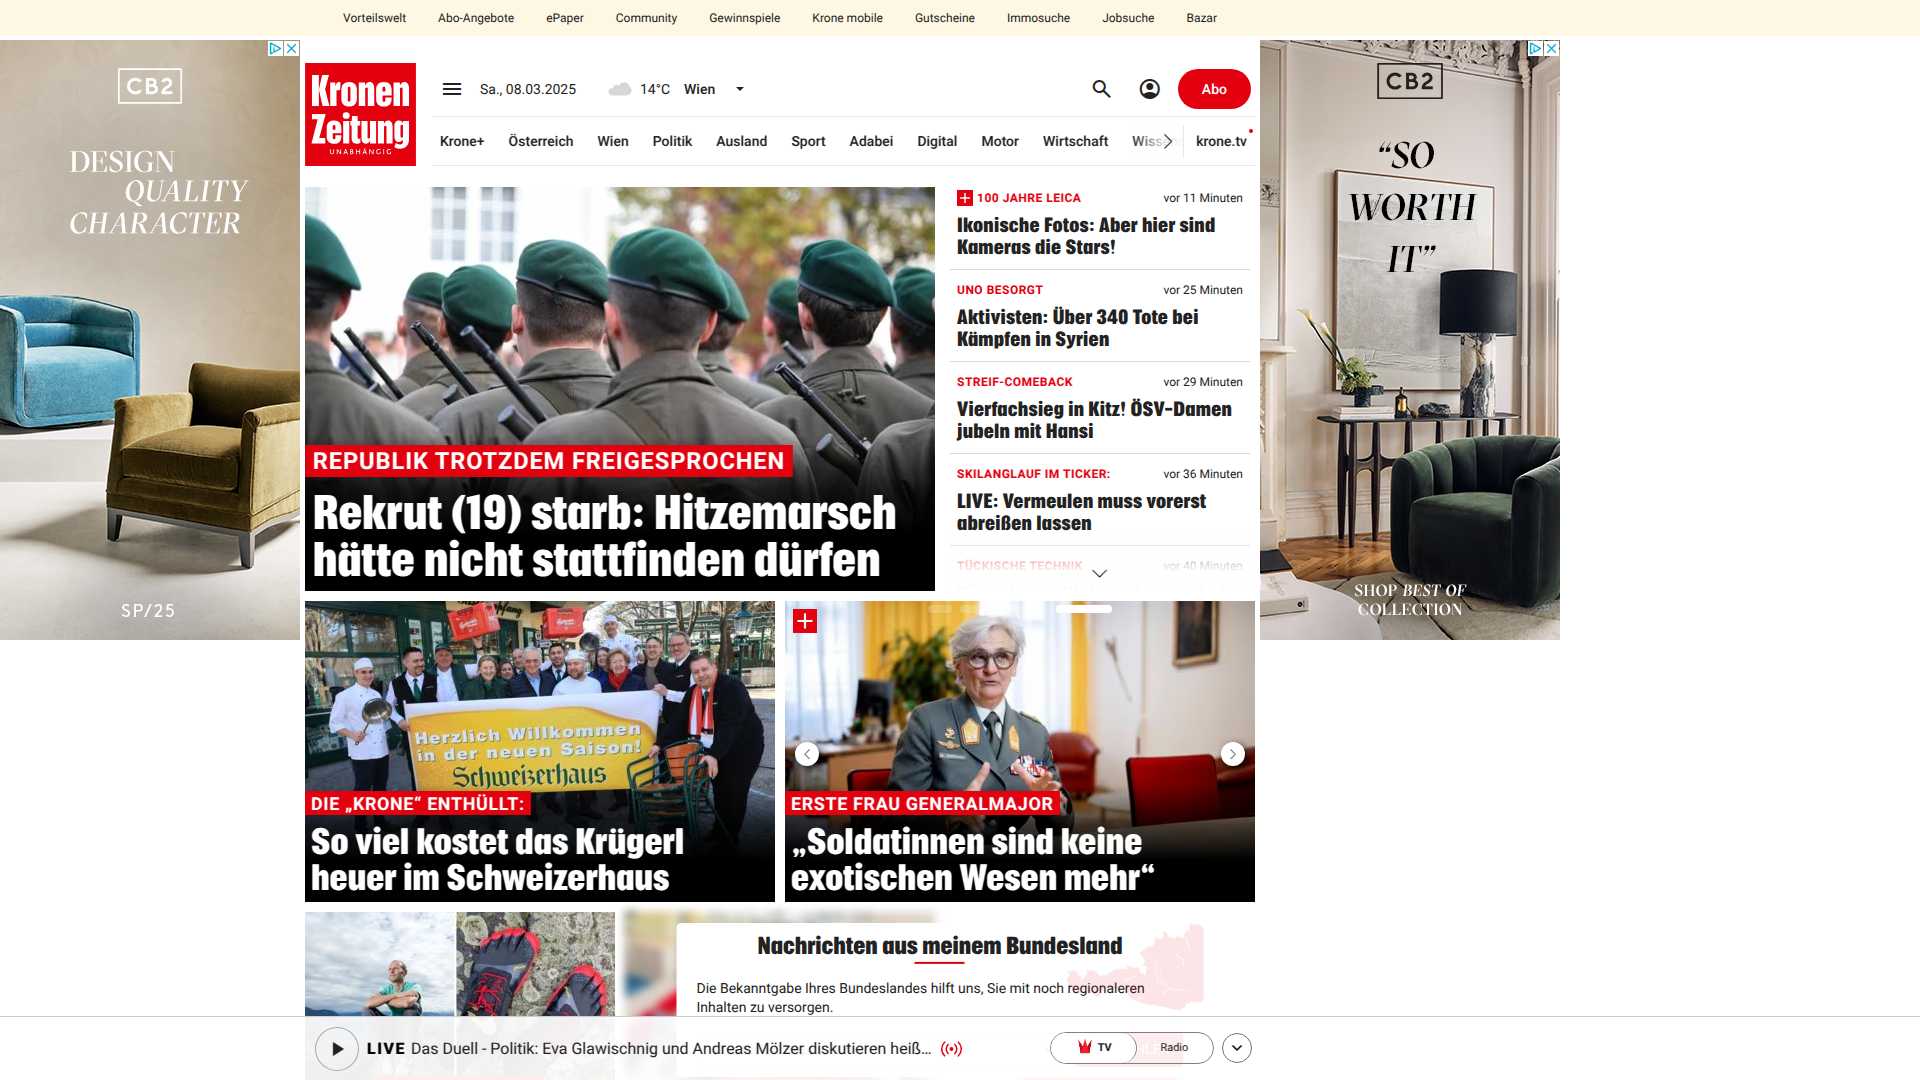 Vorteilswelt Abo-Angebote ePaper Community Gewinnspiele Krone mobile Gutscheine Immosuche Jobsuche Bazar
CB2
DESIGN
QUALITY
CHARACTER
SP/25
Kronen
Zeitung
UNABHÄNGIG
Sa., 08.03.2025 14°C Wien
Abo
Krone+ Österreich Wien Politik Ausland Sport Adabei Digital Motor Wirtschaft krone.tv
REPUBLIK TROTZDEM FREIGESPROCHEN
Rekrut (19) starb: Hitzemarsch
hätte nicht stattfinden dürfen
100 JAHRE LEICA vor 11 Minuten
Ikonische Fotos: Aber hier sind
Kameras die Stars!
UNO BESORGT vor 25 Minuten
Aktivisten: Über 340 Tote bei
Kämpfen in Syrien
STREIF-COMEBACK vor 29 Minuten
Vierfachsieg in Kitz! ÖSV-Damen
jubeln mit Hansi
SKILANGLAUF IM TICKER: vor 36 Minuten
LIVE: Vermeulen muss vorerst
abreißen lassen
TÜCKISCHE TECHNIK vor 40 Minuten
CB2
“SO
WORTH
IT”
SHOP BEST OF
COLLECTION
Herzlich Willkommen
in der neuen Saison!
Schweizerhaus
DIE „KRONE“ ENTHÜLLT:
So viel kostet das Krügerl
heuer im Schweizerhaus
ERSTE FRAU GENERALMAJOR
„Soldatinnen sind keine
exotischen Wesen mehr“
Nachrichten aus meinem Bundesland
Die Bekanntgabe Ihres Bundeslandes hilft uns, Sie mit noch regionaleren
Inhalten zu versorgen.
LIVE Das Duell - Politik: Eva Glawischnig und Andreas Mölzer diskutieren heiß...
TV Radio